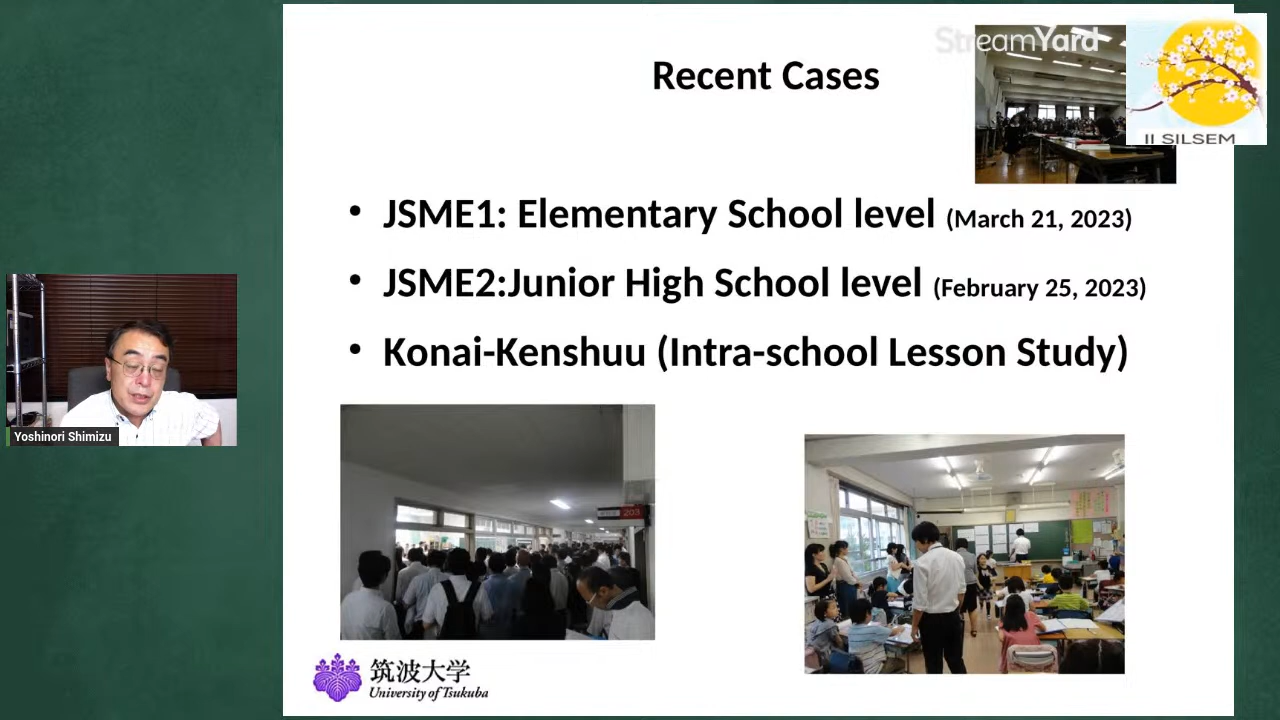 StreamYard
Recent Cases
II SILSEM
• JSME1: Elementary School level (March 21, 2023)
• JSME2:Junior High School level (February 25, 2023)
• Konai-Kenshuu (Intra-school Lesson Study)
Yoshinori Shimizu
203
筑波大学
University of Tsukuba